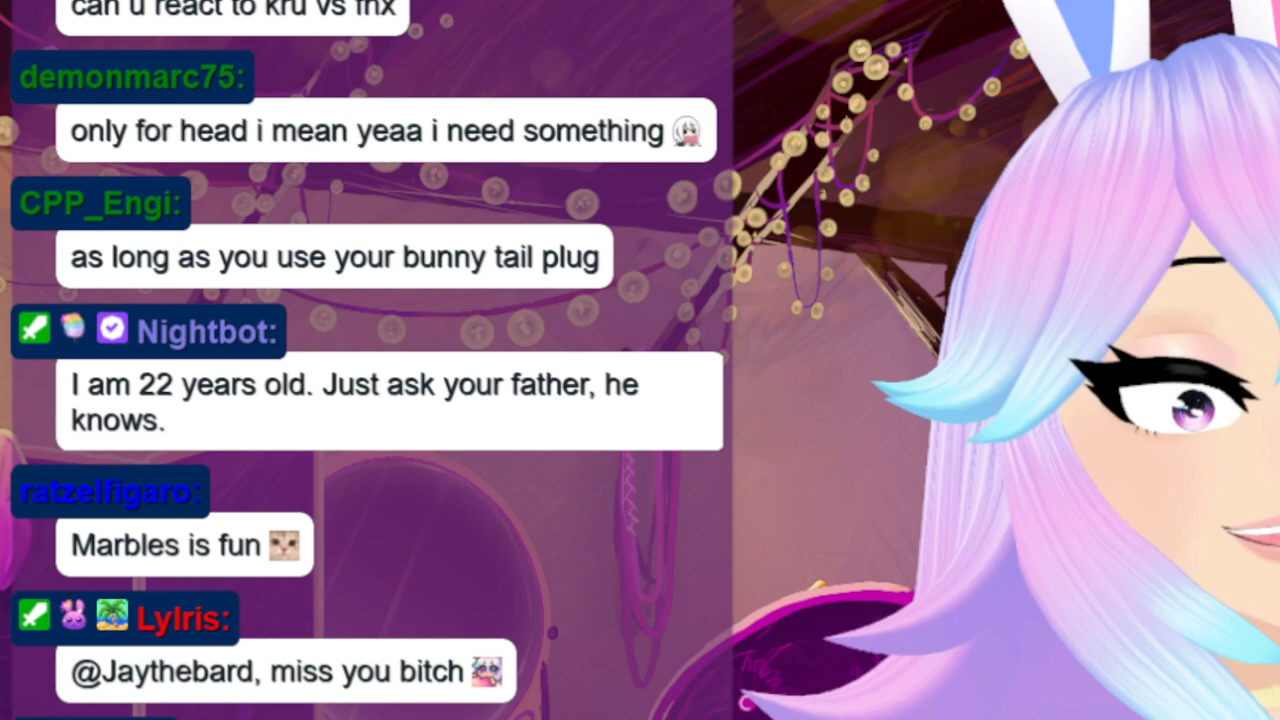 can u react to kru vs fnx
demonmarc75:
only for head i mean yeaa i need something
CPP_Engi:
as long as you use your bunny tail plug
Nightbot:
I am 22 years old. Just ask your father, he
knows.
ratzelfigaro:
Marbles is fun
LyIris:
@Jaythebard, miss you bitch